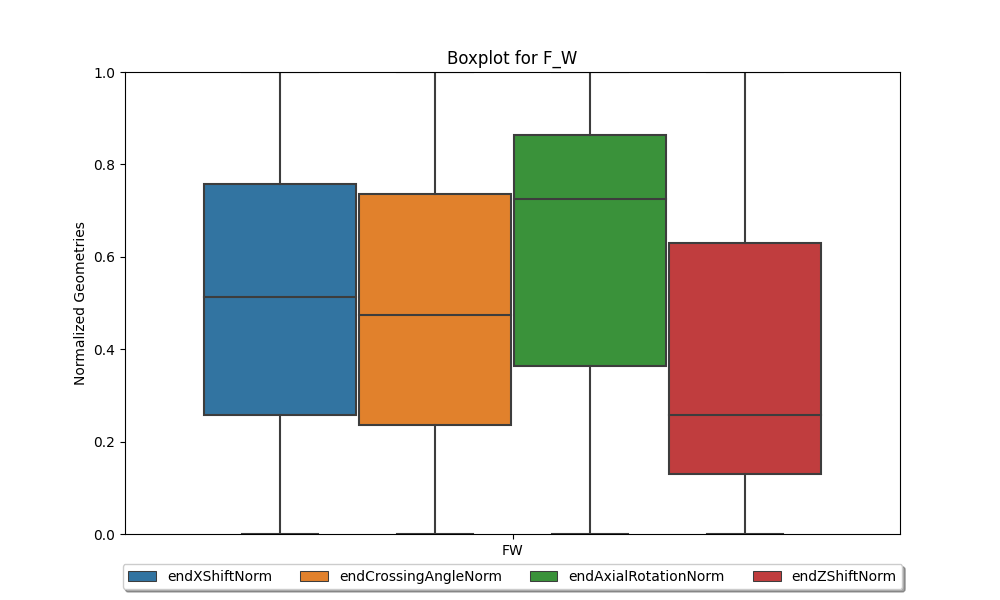 Boxplot for F_W
1.0
0.8
0.6
0.4
0.2
0.0
Normalized Geometries
FW
endXShiftNorm endCrossingAngleNorm endAxialRotationNorm endZShiftNorm